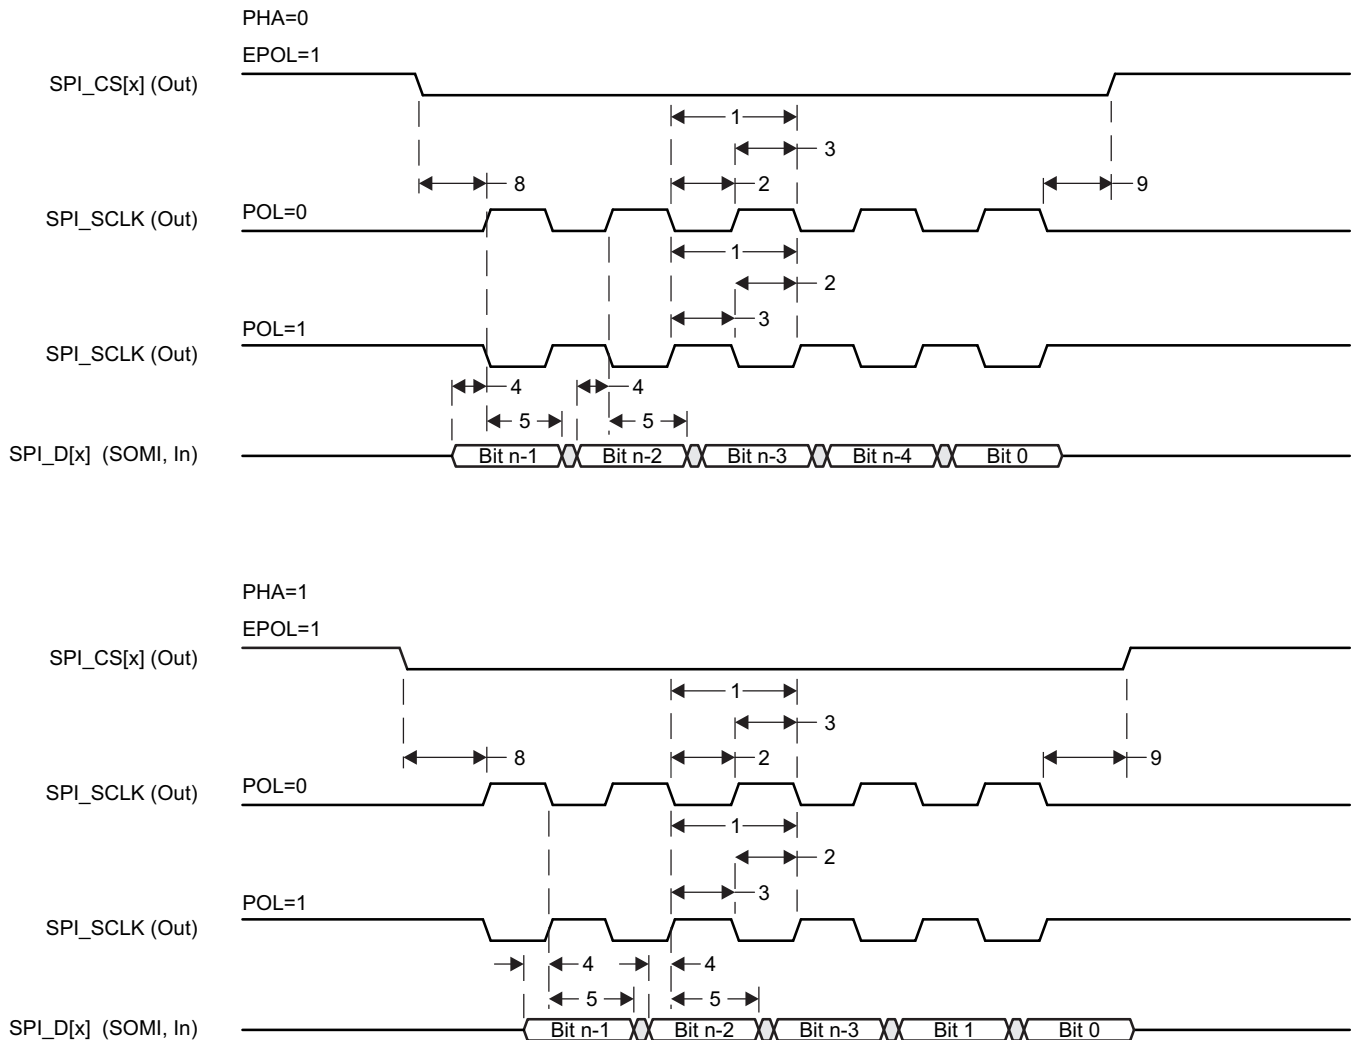 PHA=0
EPOL=1
SPI_CS[x] (Out)
1
3
8
2
9
SPI_SCLK (Out)
POL=0
1
2
3
POL=1
SPI_SCLK (Out)
4
4
5
5
SPI_D[x] (SOMI, In)
Bit n-1
Bit n-2
Bit n-3
Bit n-4
Bit 0
PHA=1
EPOL=1
SPI_CS[x] (Out)
1
3
8
2
9
SPI_SCLK (Out)
POL=0
1
2
3
POL=1
SPI_SCLK (Out)
4
4
5
5
SPI_D[x] (SOMI, In)
Bit n-1
Bit n-2
Bit n-3
Bit 1
Bit 0